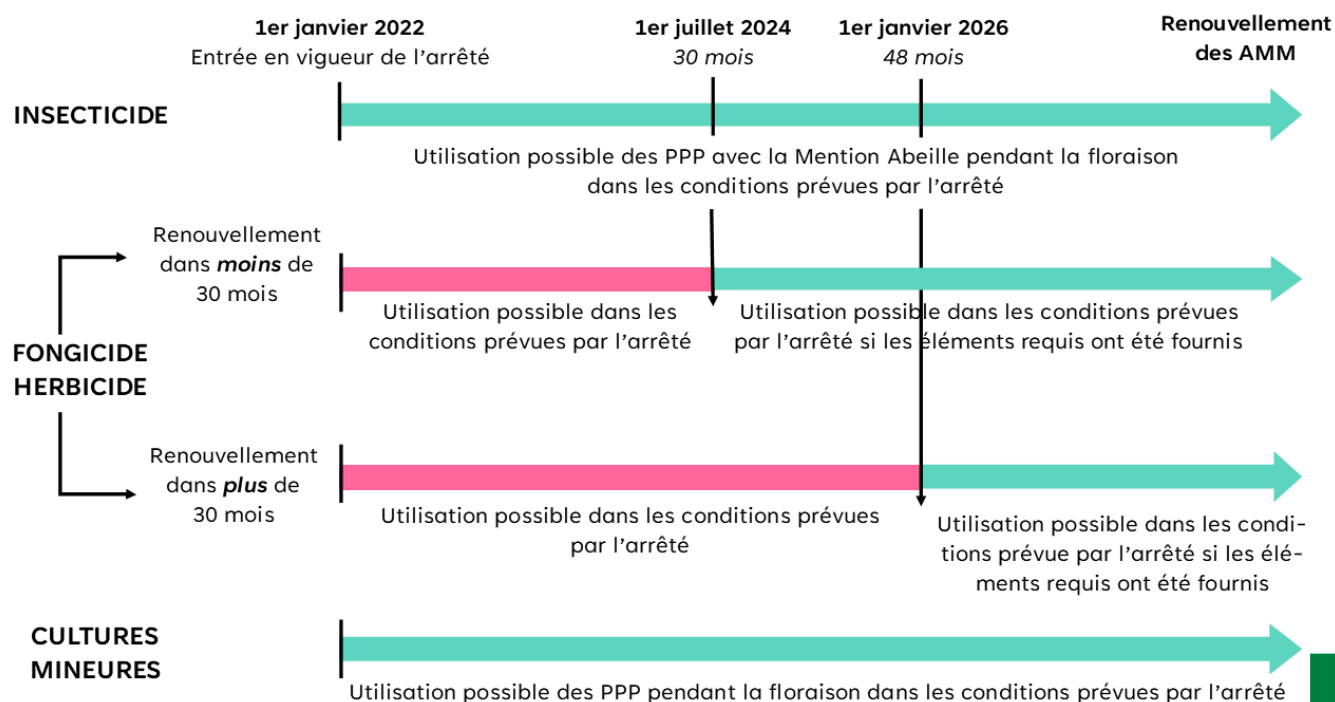 1er janvier 2022
Entrée en vigueur de l'arrêté
1er juillet 2024
30 mois
1er janvier 2026
48 mois
Renouvellement
des AMM
INSECTICIDE
Utilisation possible des PPP avec la Mention Abeille pendant la floraison
dans les conditions prévues par l'arrêté
FONGICIDE
HERBICIDE
Renouvellement
dans moins de
30 mois
Utilisation possible dans les
conditions prévues par l'arrêté
Utilisation possible dans les conditions prévues
par l'arrêté si les éléments requis ont été fournis
Renouvellement
dans plus de
30 mois
Utilisation possible dans les conditions prévues
par l'arrêté
Utilisation possible dans les condi-
tions prévue par l'arrêté si les élé-
ments requis ont été fournis
CULTURES
MINEURES
Utilisation possible des PPP pendant la floraison dans les conditions prévues par l'arrêté